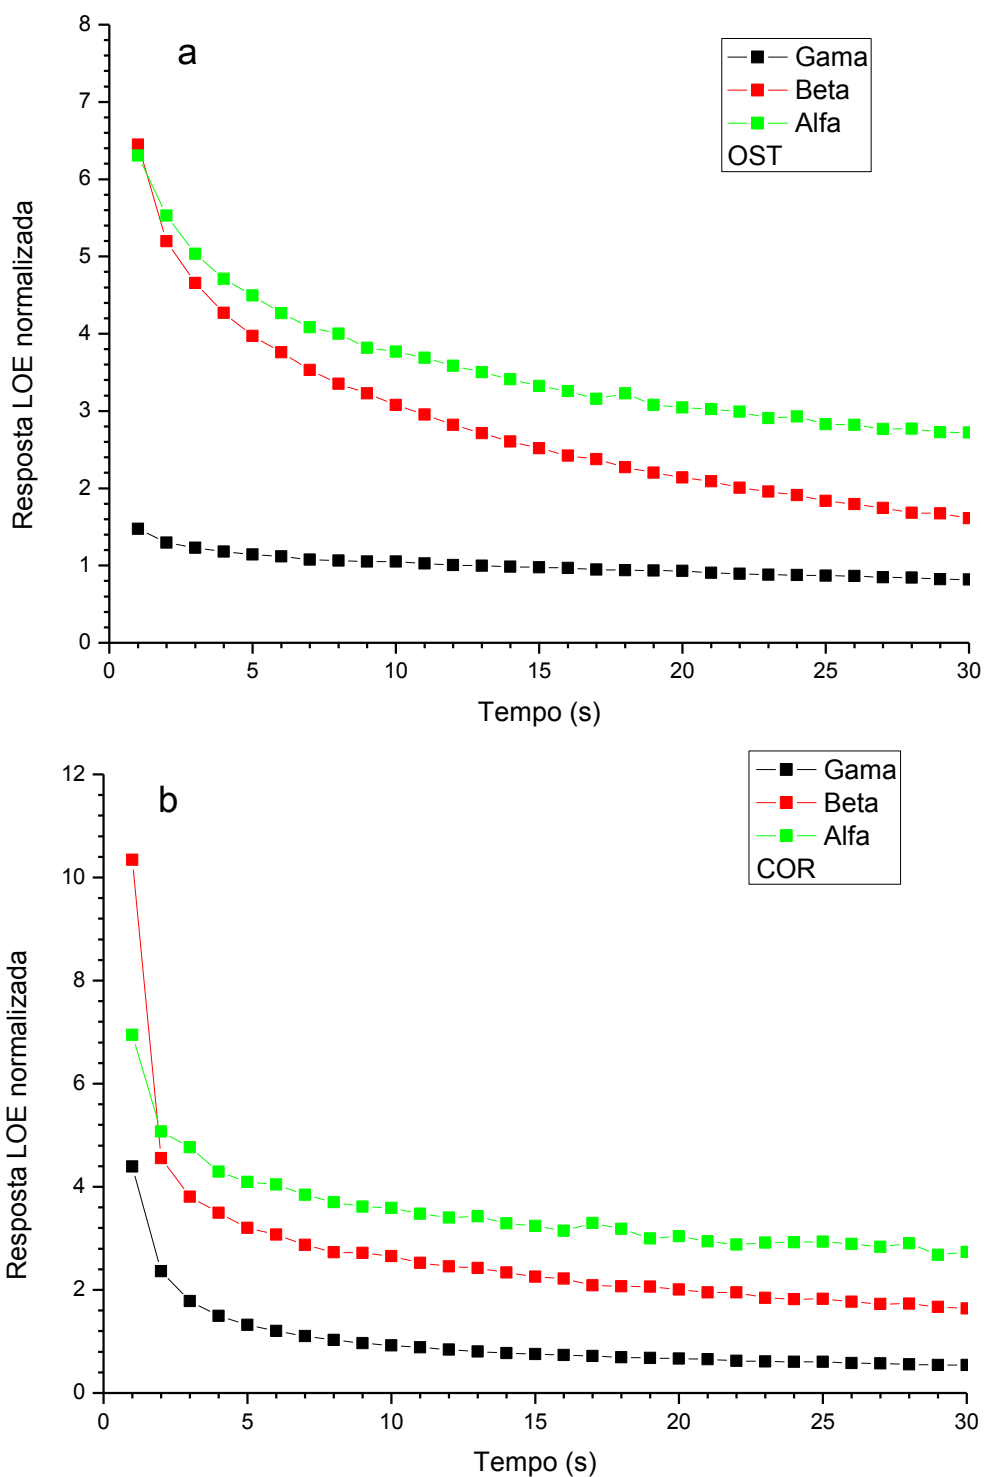 a
Gama
Beta
Alfa
OST
8
7
6
5
4
3
2
1
0
Resposta LOE normalizada
0 5 10 15 20 25 30
Tempo (s)
b
Gama
Beta
Alfa
COR
12
10
8
6
4
2
0
Resposta LOE normalizada
0 5 10 15 20 25 30
Tempo (s)